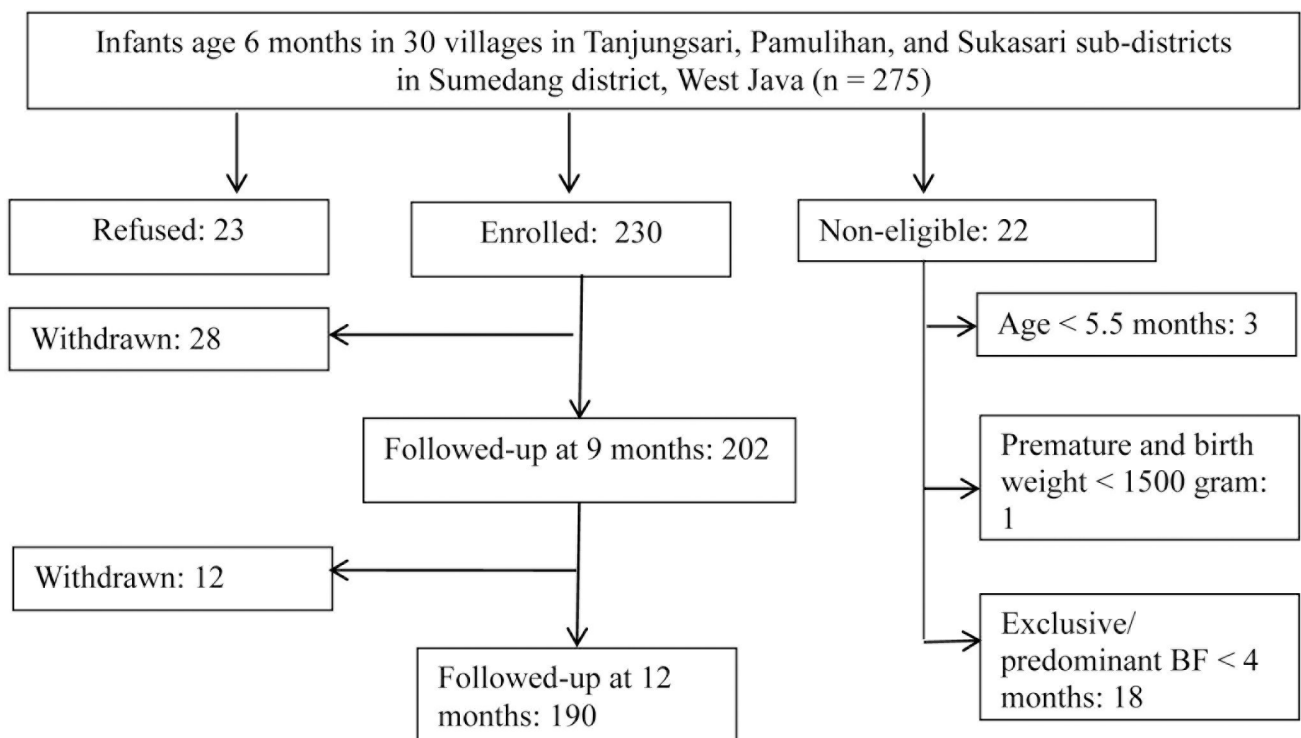 Infants age 6 months in 30 villages in Tanjungsari, Pamulihan, and Sukasari sub-districts
in Sumedang district, West Java (n = 275)
Refused: 23
Enrolled: 230
Non-eligible: 22
Withdrawn: 28
Age < 5.5 months: 3
Followed-up at 9 months: 202
Premature and birth
weight < 1500 gram:
1
Withdrawn: 12
Exclusive/
predominant BF < 4
months: 18
Followed-up at 12
months: 190